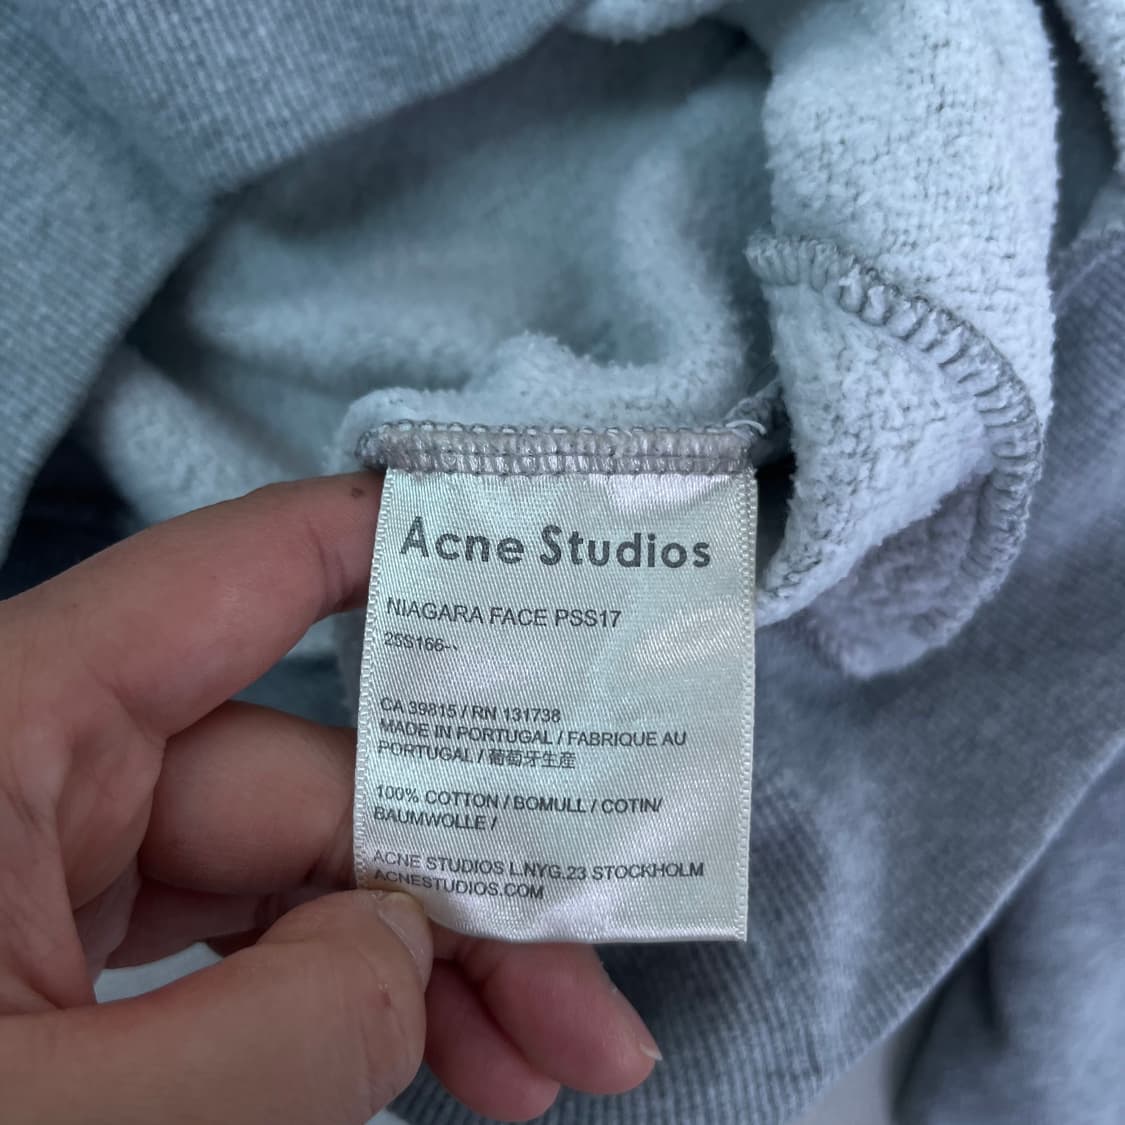 Acne Studios
NIAGARA FACE PSS17
25S166--
CA 39815 / RN 131738
MADE IN PORTUGAL / FABRIQUE AU
PORTUGAL / 葡萄牙生産
100% COTTON / BOMULL / COTIN/
BAUMWOLLE /
ACNE STUDIOS L.NYG.23 STOCKHOLM
ACNESTUDIOS.COM